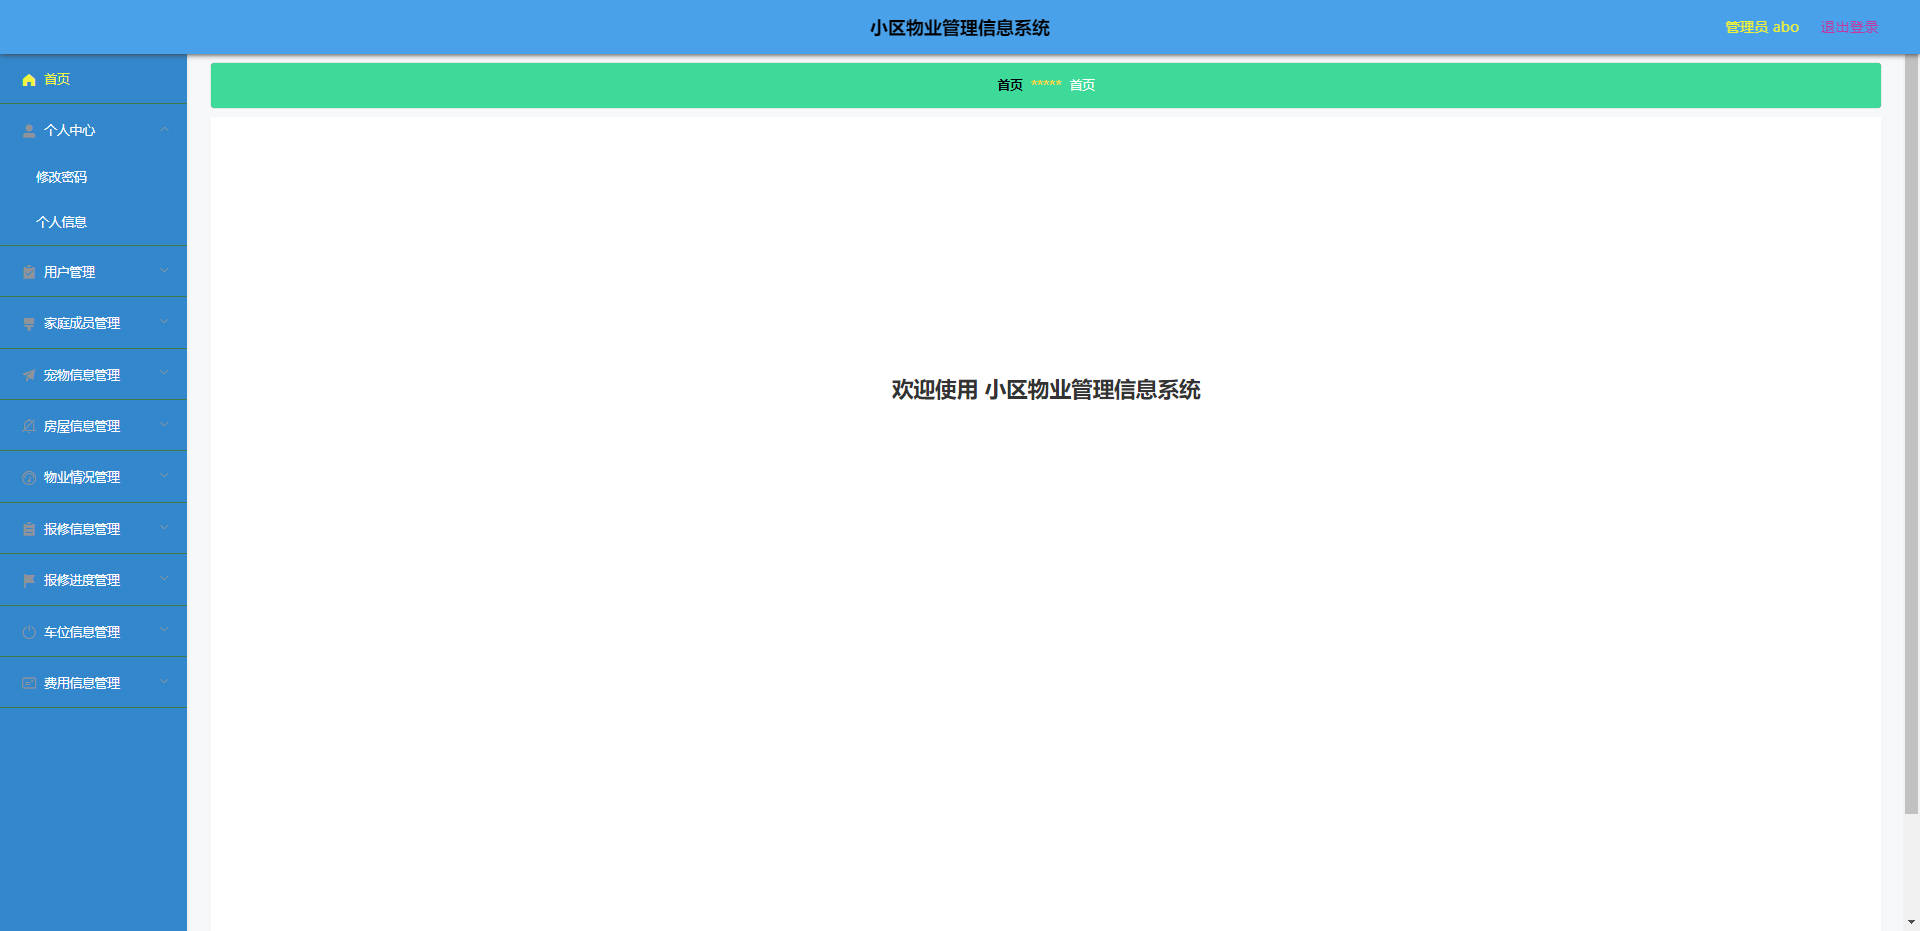 小区物业管理信息系统
管理员 abo
退出登录
首页
个人中心
修改密码
个人信息
用户管理
家庭成员管理
宠物信息管理
房屋信息管理
物业情况管理
报修信息管理
报修进度管理
车位信息管理
费用信息管理
首页 ***** 首页
欢迎使用 小区物业管理信息系统